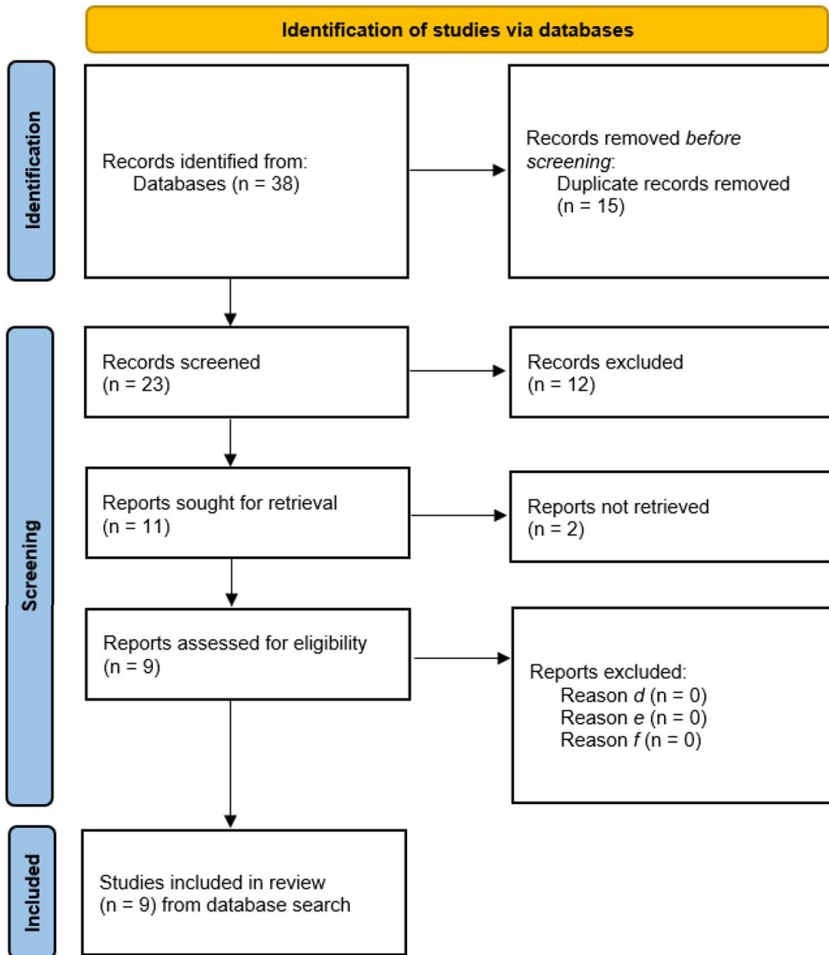 Identification of studies via databases
Identification
Records identified from:
Databases (n = 38)
Records removed before
screening:
Duplicate records removed
(n = 15)
Screening
Records screened
(n = 23)
Records excluded
(n = 12)
Reports sought for retrieval
(n = 11)
Reports not retrieved
(n = 2)
Reports assessed for eligibility
(n = 9)
Reports excluded:
Reason d (n = 0)
Reason e (n = 0)
Reason f (n = 0)
Included
Studies included in review
(n = 9) from database search